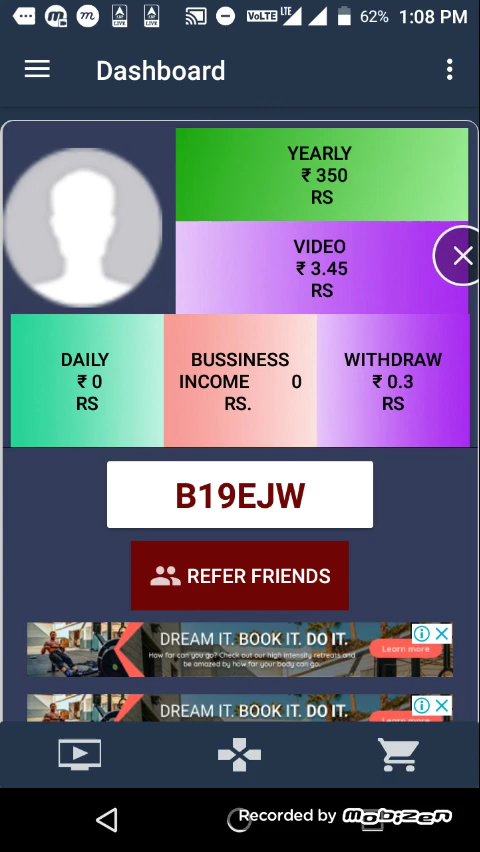 VoLTE LTE 62% 1:08 PM
Dashboard
YEARLY
₹ 350
RS
VIDEO
₹ 3.45
RS
DAILY
₹ 0
RS
BUSSINESS
INCOME 0
RS.
WITHDRAW
₹ 0.3
RS
B19EJW
REFER FRIENDS
DREAM IT. BOOK IT. DO IT.
How far can you go? Check out our high intensity retreats and
be amazed by how far your body can go.
Learn more
DREAM IT. BOOK IT. DO IT.
Recorded by MOBIZEN